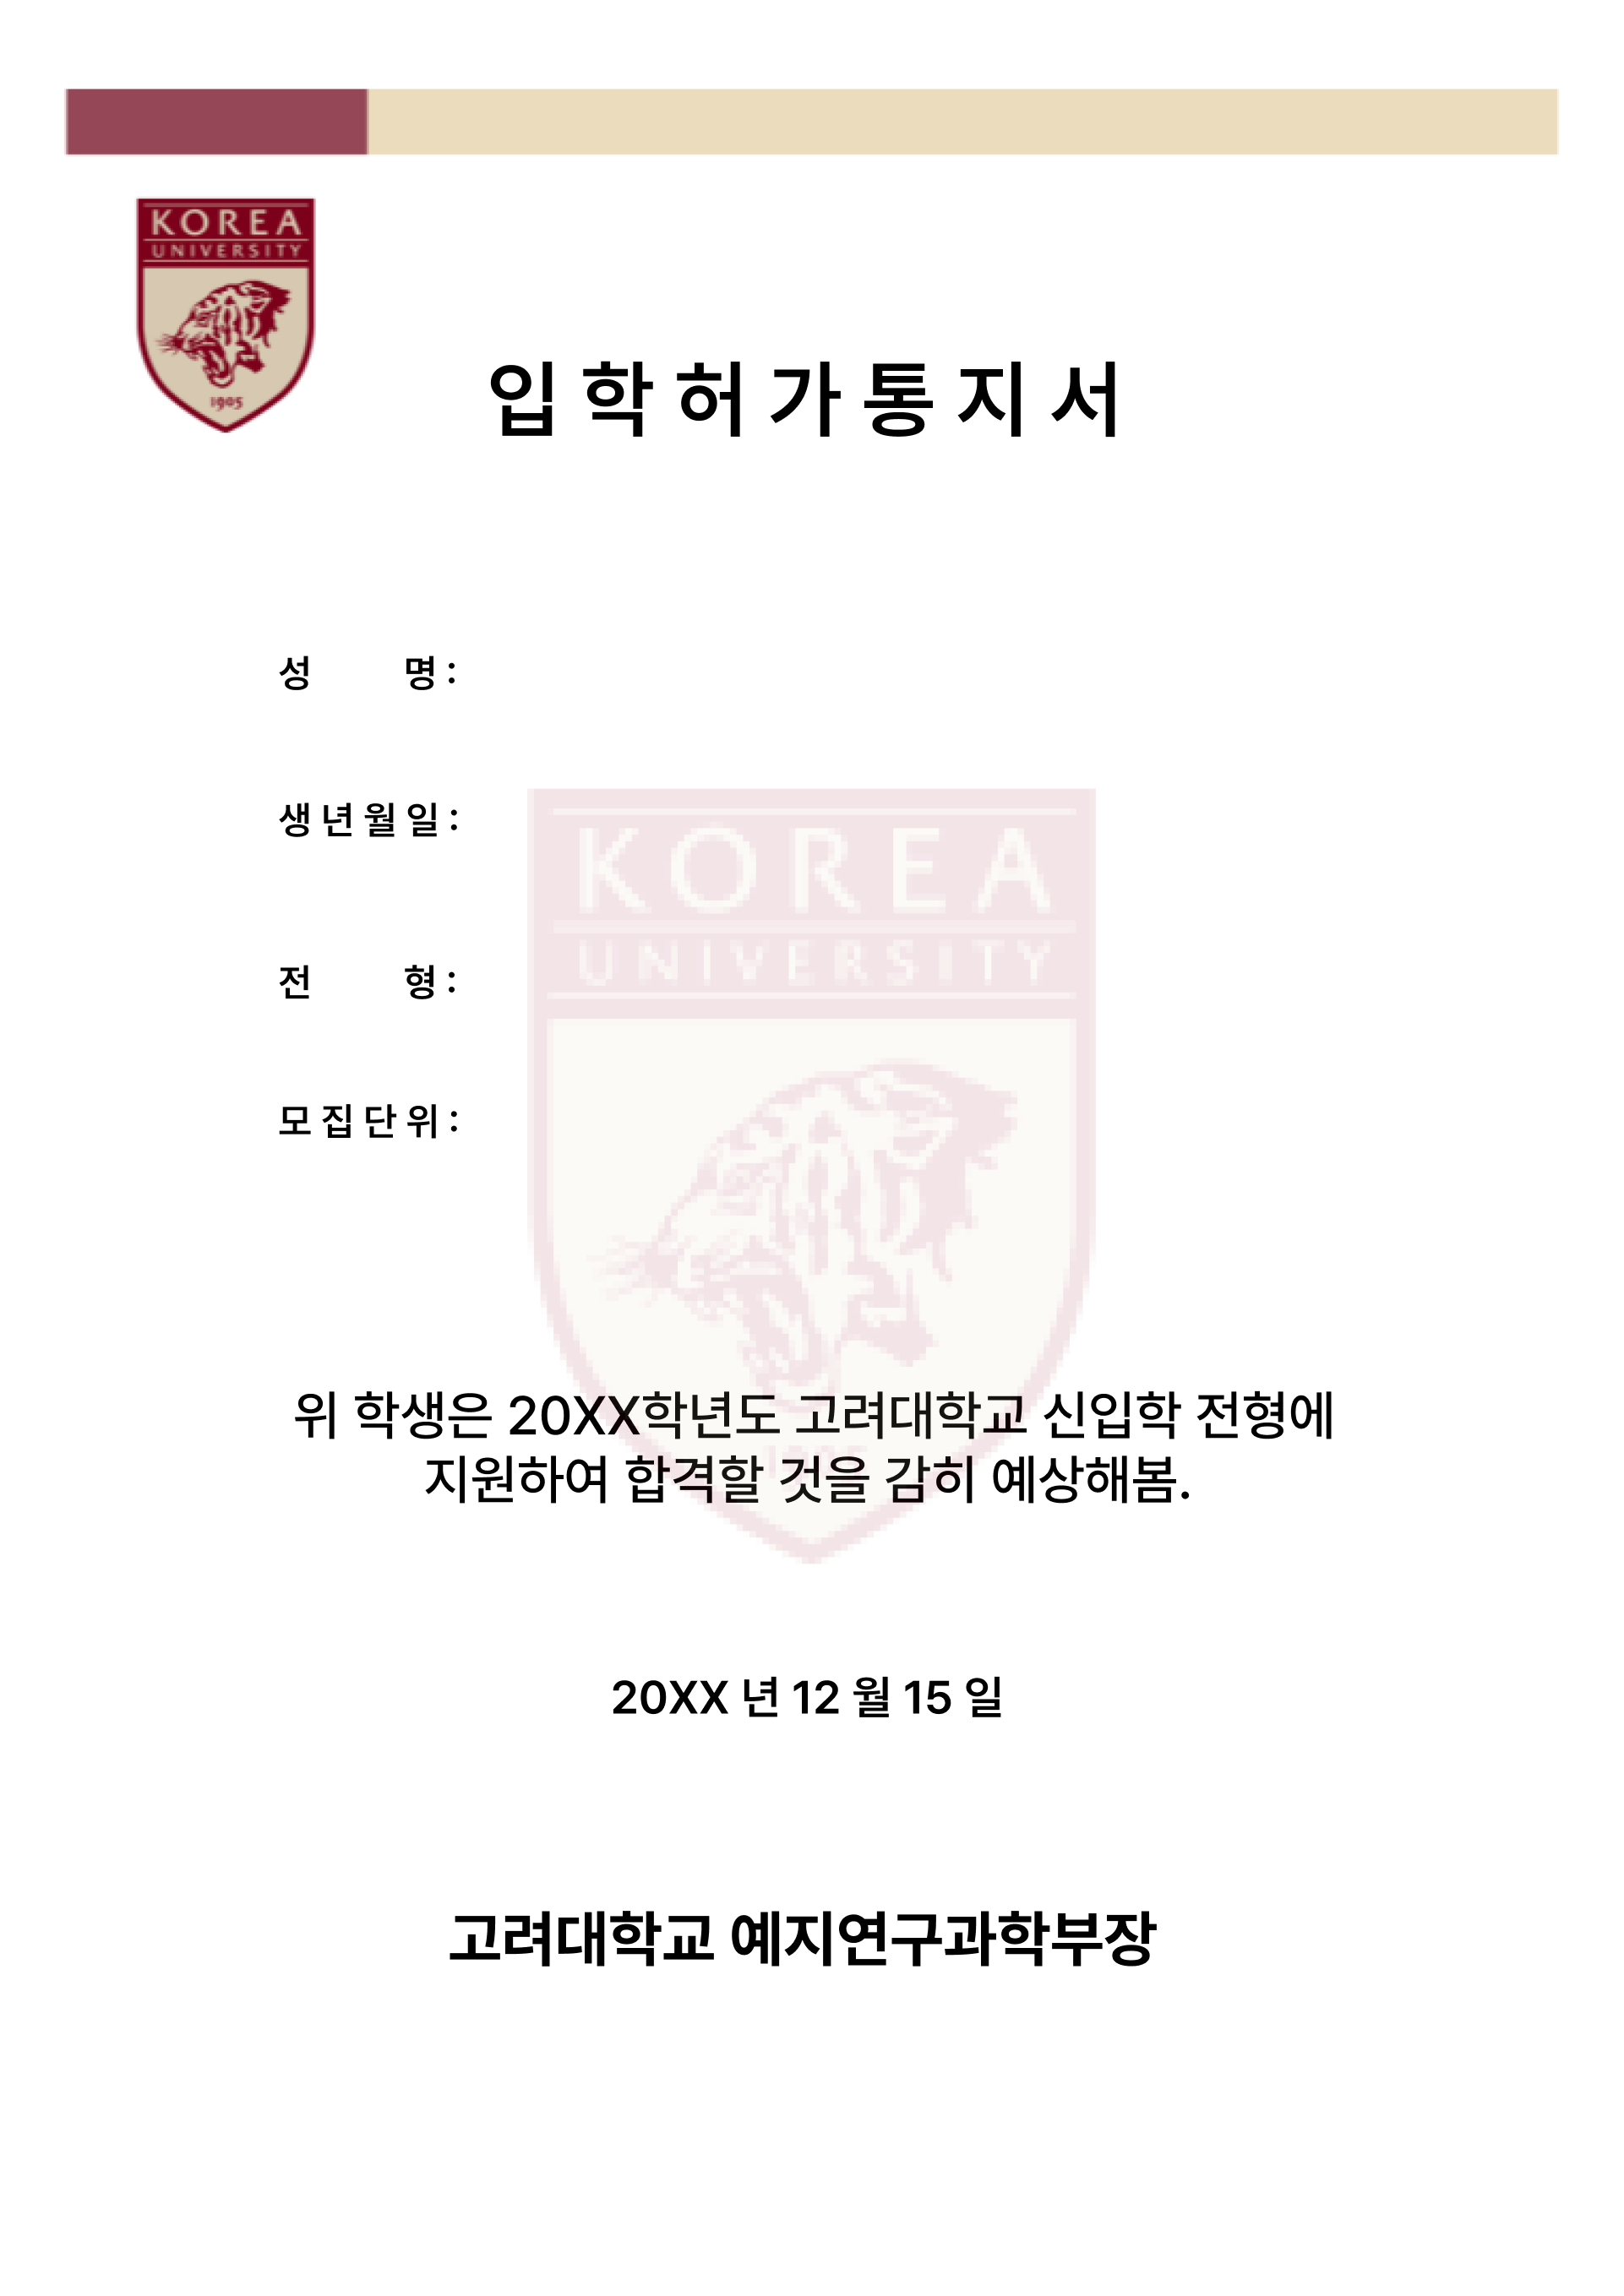 KOREA
UNIVERSITY
1905
입학허가통지서
성 명 :
생년월일 :
KOREA
UNIVERSITY
전 형 :
모집단위 :
위 학생은 20XX학년도 고려대학교 신입학 전형에
1905
지원하여 합격할 것을 감히 예상해봄.
20XX 년 12 월 15 일
고려대학교 예지연구과학부장